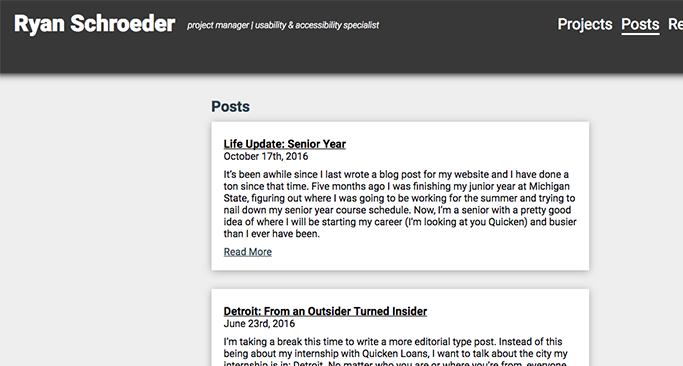 Ryan Schroeder project manager | usability & accessibility specialist Projects Posts Re
Posts
Life Update: Senior Year
October 17th, 2016
It's been awhile since I last wrote a blog post for my website and I have done a
ton since that time. Five months ago I was finishing my junior year at Michigan
State, figuring out where I was going to be working for the summer and trying to
nail down my senior year course schedule. Now, I'm a senior with a pretty good
idea of where I will be starting my career (I'm looking at you Quicken) and busier
than I ever have been.
Read More
Detroit: From an Outsider Turned Insider
June 23rd, 2016
I'm taking a break this time to write a more editorial type post. Instead of this
being about my internship with Quicken Loans, I want to talk about the city my
internship is in: Detroit. No matter who you are or where you're from, everyone